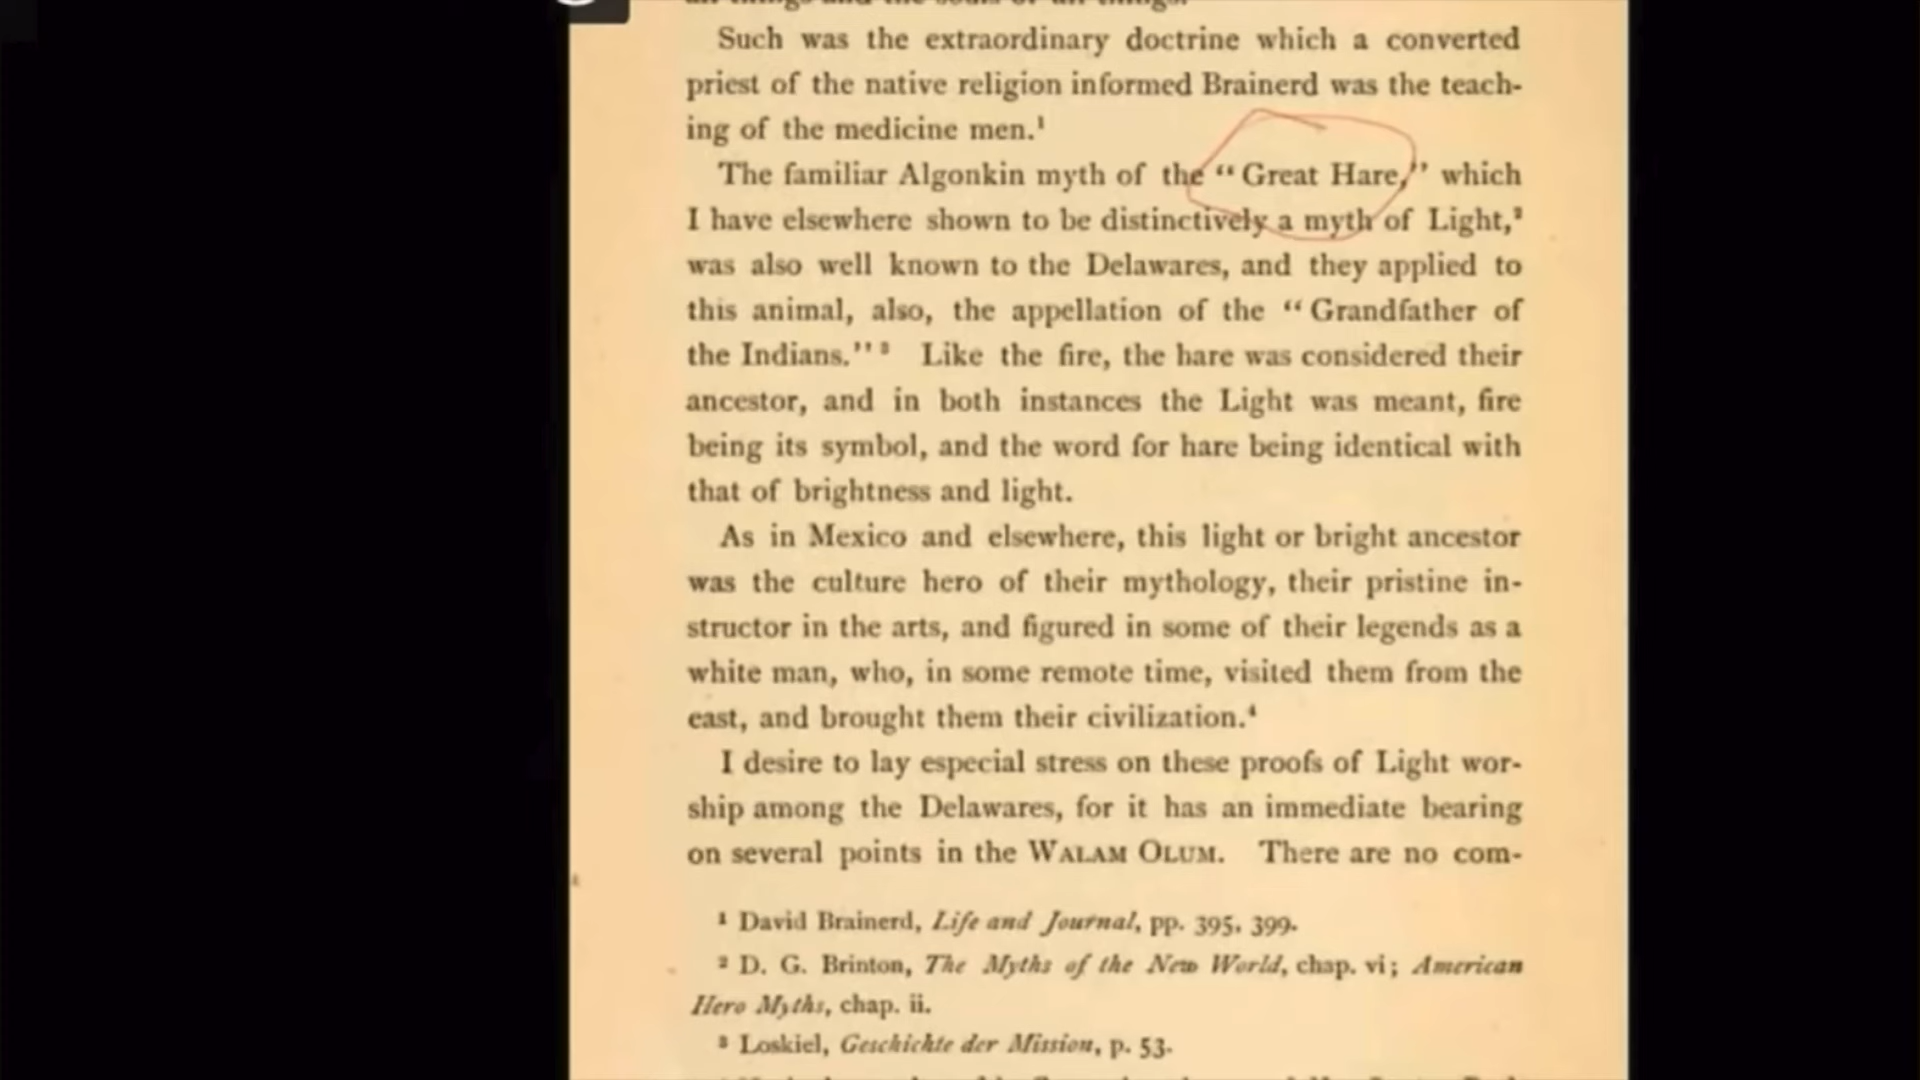 Such was the extraordinary doctrine which a converted
priest of the native religion informed Brainerd was the teach-
ing of the medicine men.¹
The familiar Algonkin myth of the “Great Hare,” which
I have elsewhere shown to be distinctively a myth of Light,²
was also well known to the Delawares, and they applied to
this animal, also, the appellation of the “Grandfather of
the Indians.”³ Like the fire, the hare was considered their
ancestor, and in both instances the Light was meant, fire
being its symbol, and the word for hare being identical with
that of brightness and light.
As in Mexico and elsewhere, this light or bright ancestor
was the culture hero of their mythology, their pristine in-
structor in the arts, and figured in some of their legends as a
white man, who, in some remote time, visited them from the
east, and brought them their civilization.⁴
I desire to lay especial stress on these proofs of Light wor-
ship among the Delawares, for it has an immediate bearing
on several points in the WALAM OLUM. There are no com-
¹ David Brainerd, Life and Journal, pp. 395, 399.
² D. G. Brinton, The Myths of the New World, chap. vi; American
Hero Myths, chap. ii.
³ Loskiel, Geschichte der Mission, p. 53.